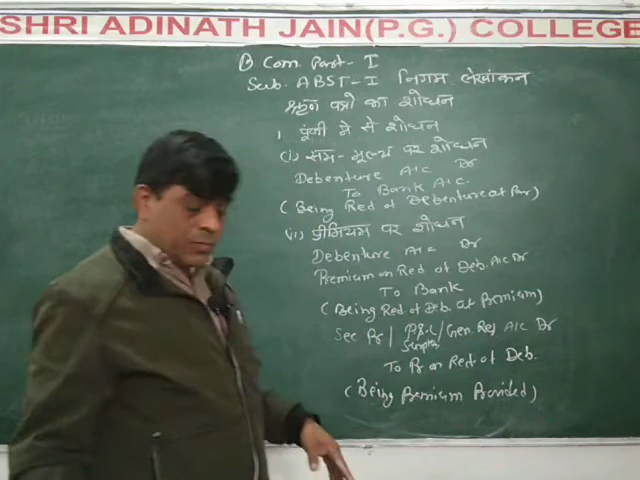 SHRI ADINATH JAIN(P.G.) COLLEGE
B Com. Part - I
Sub. ABST - I निगम लेखांकन
ऋण पत्रो का शोधन
1. पूंजी मे से शोधन
(i) सम - मूल्य पर शोधन
Debenture A/c Dr
To Bank A/c.
(Being Red of Debenture at Par)
(ii) प्रीमियम पर शोधन
Debenture A/c Dr
Premium on Red of Deb. A/c Dr
To Bank
(Being Red of Deb. at Premium)
Sec Pr / P&L / Gen. Res A/c Dr
To Pr on Red. of Deb.
(Being Premium Provided)